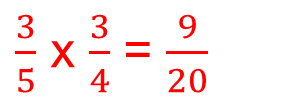 3/5 x 3/4 = 9/20